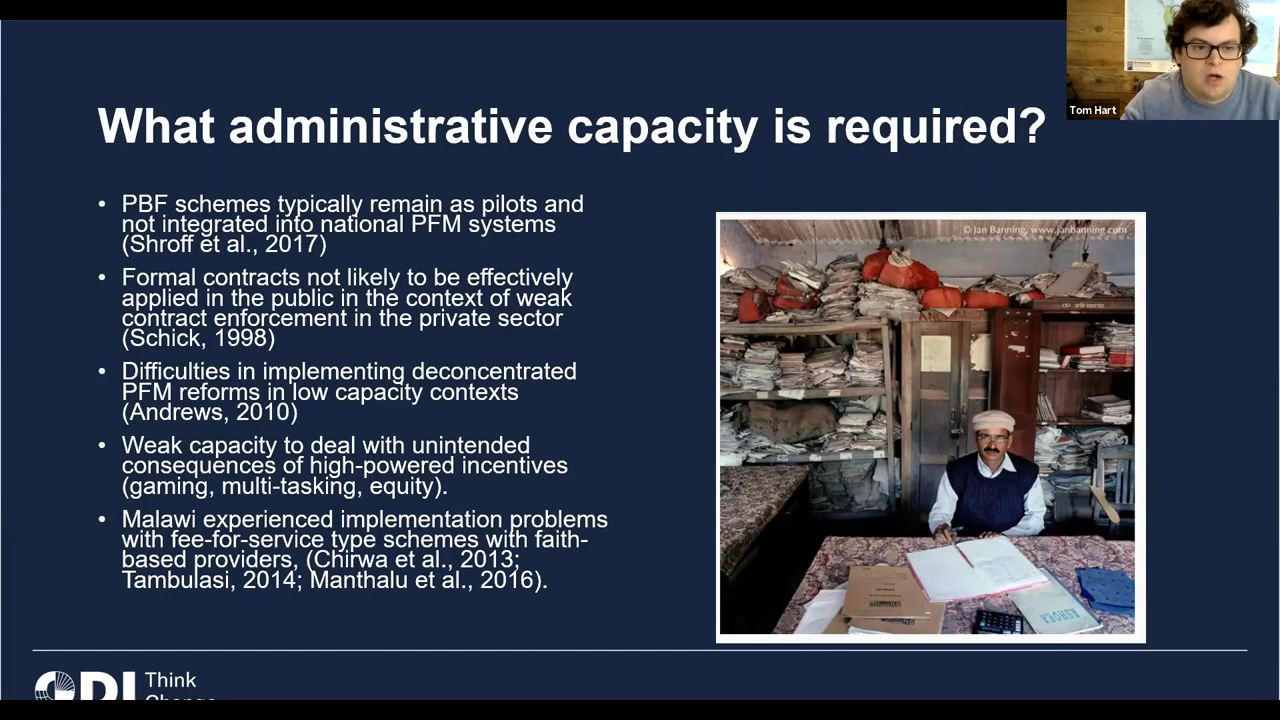 Tom Hart
What administrative capacity is required?
• PBF schemes typically remain as pilots and
not integrated into national PFM systems
(Shroff et al., 2017)
• Formal contracts not likely to be effectively
applied in the public in the context of weak
contract enforcement in the private sector
(Schick, 1998)
• Difficulties in implementing deconcentrated
PFM reforms in low capacity contexts
(Andrews, 2010)
• Weak capacity to deal with unintended
consequences of high-powered incentives
(gaming, multi-tasking, equity).
• Malawi experienced implementation problems
with fee-for-service type schemes with faith-
based providers, (Chirwa et al., 2013;
Tambulasi, 2014; Manthalu et al., 2016).
© Jan Banning, www.janbanning.com
ASHOKA
ODI Think
Change